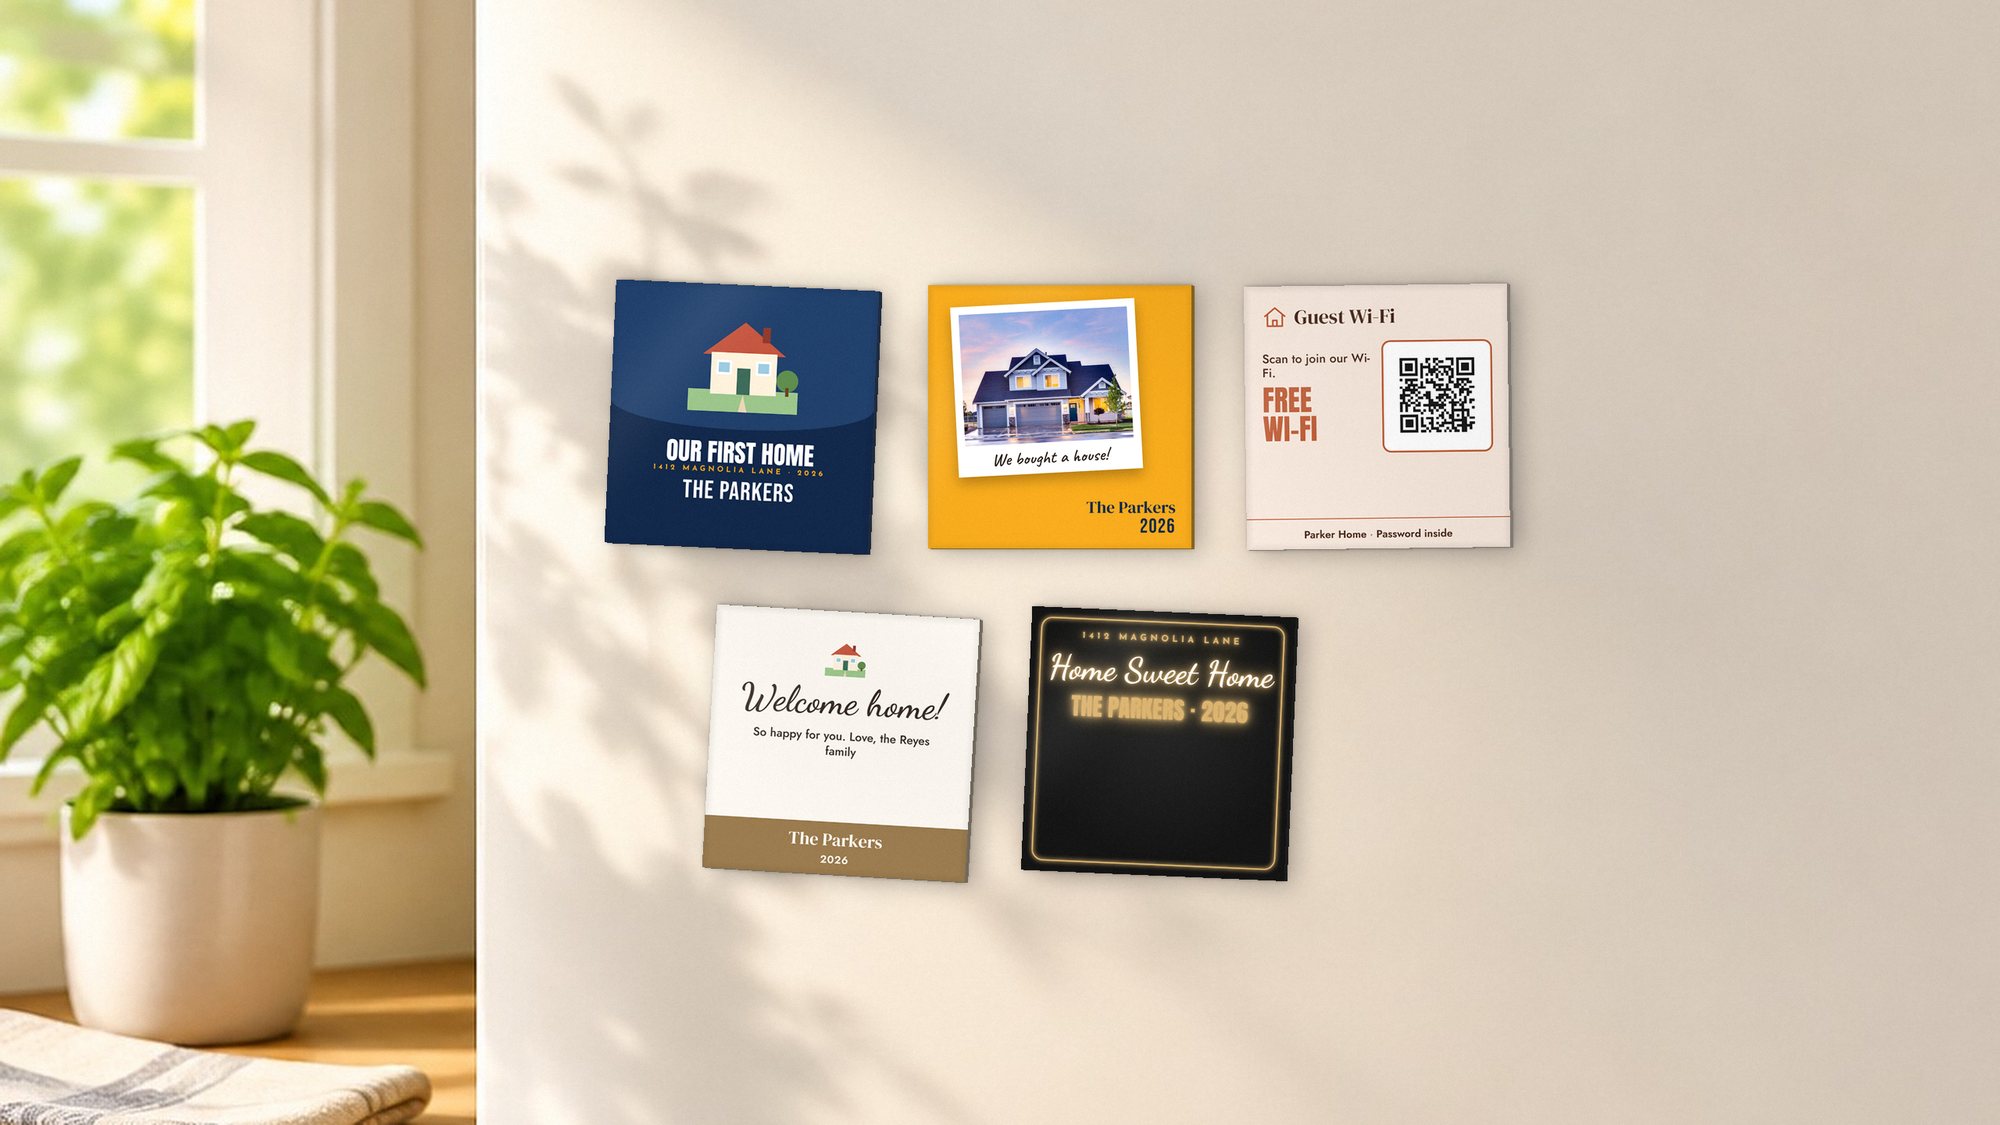 OUR FIRST HOME
1412 MAGNOLIA LANE · 2026
THE PARKERS
We bought a house!
The Parkers
2026
Guest Wi-Fi
Scan to join our Wi-
Fi.
FREE
WI-FI
Parker Home · Password inside
Welcome home!
So happy for you. Love, the Reyes
family
The Parkers
2026
1412 MAGNOLIA LANE
Home Sweet Home
THE PARKERS · 2026